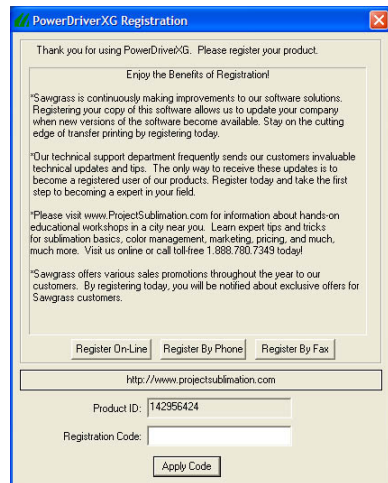 PowerDriverXG Registration
Thank you for using PowerDriverXG. Please register your product.
Enjoy the Benefits of Registration!
*Sawgrass is continuously making improvements to our software solutions.
Registering your copy of this software allows us to update your company
when new versions of the software become available. Stay on the cutting
edge of transfer printing by registering today.
*Our technical support department frequently sends our customers invaluable
technical updates and tips. The only way to receive these updates is to
become a registered user of our products. Register today and take the first
step to becoming a expert in your field.
*Please visit www.ProjectSublimation.com for information about hands-on
educational workshops in a city near you. Learn expert tips and tricks
for sublimation basics, color management, marketing, pricing, and much,
much more. Visit us online or call toll-free 1.888.780.7349 today!
*Sawgrass offers various sales promotions throughout the year to our
customers. By registering today, you will be notified about exclusive offers for
Sawgrass customers.
Register On-Line Register By Phone Register By Fax
http://www.projectsublimation.com
Product ID: 142956424
Registration Code:
Apply Code